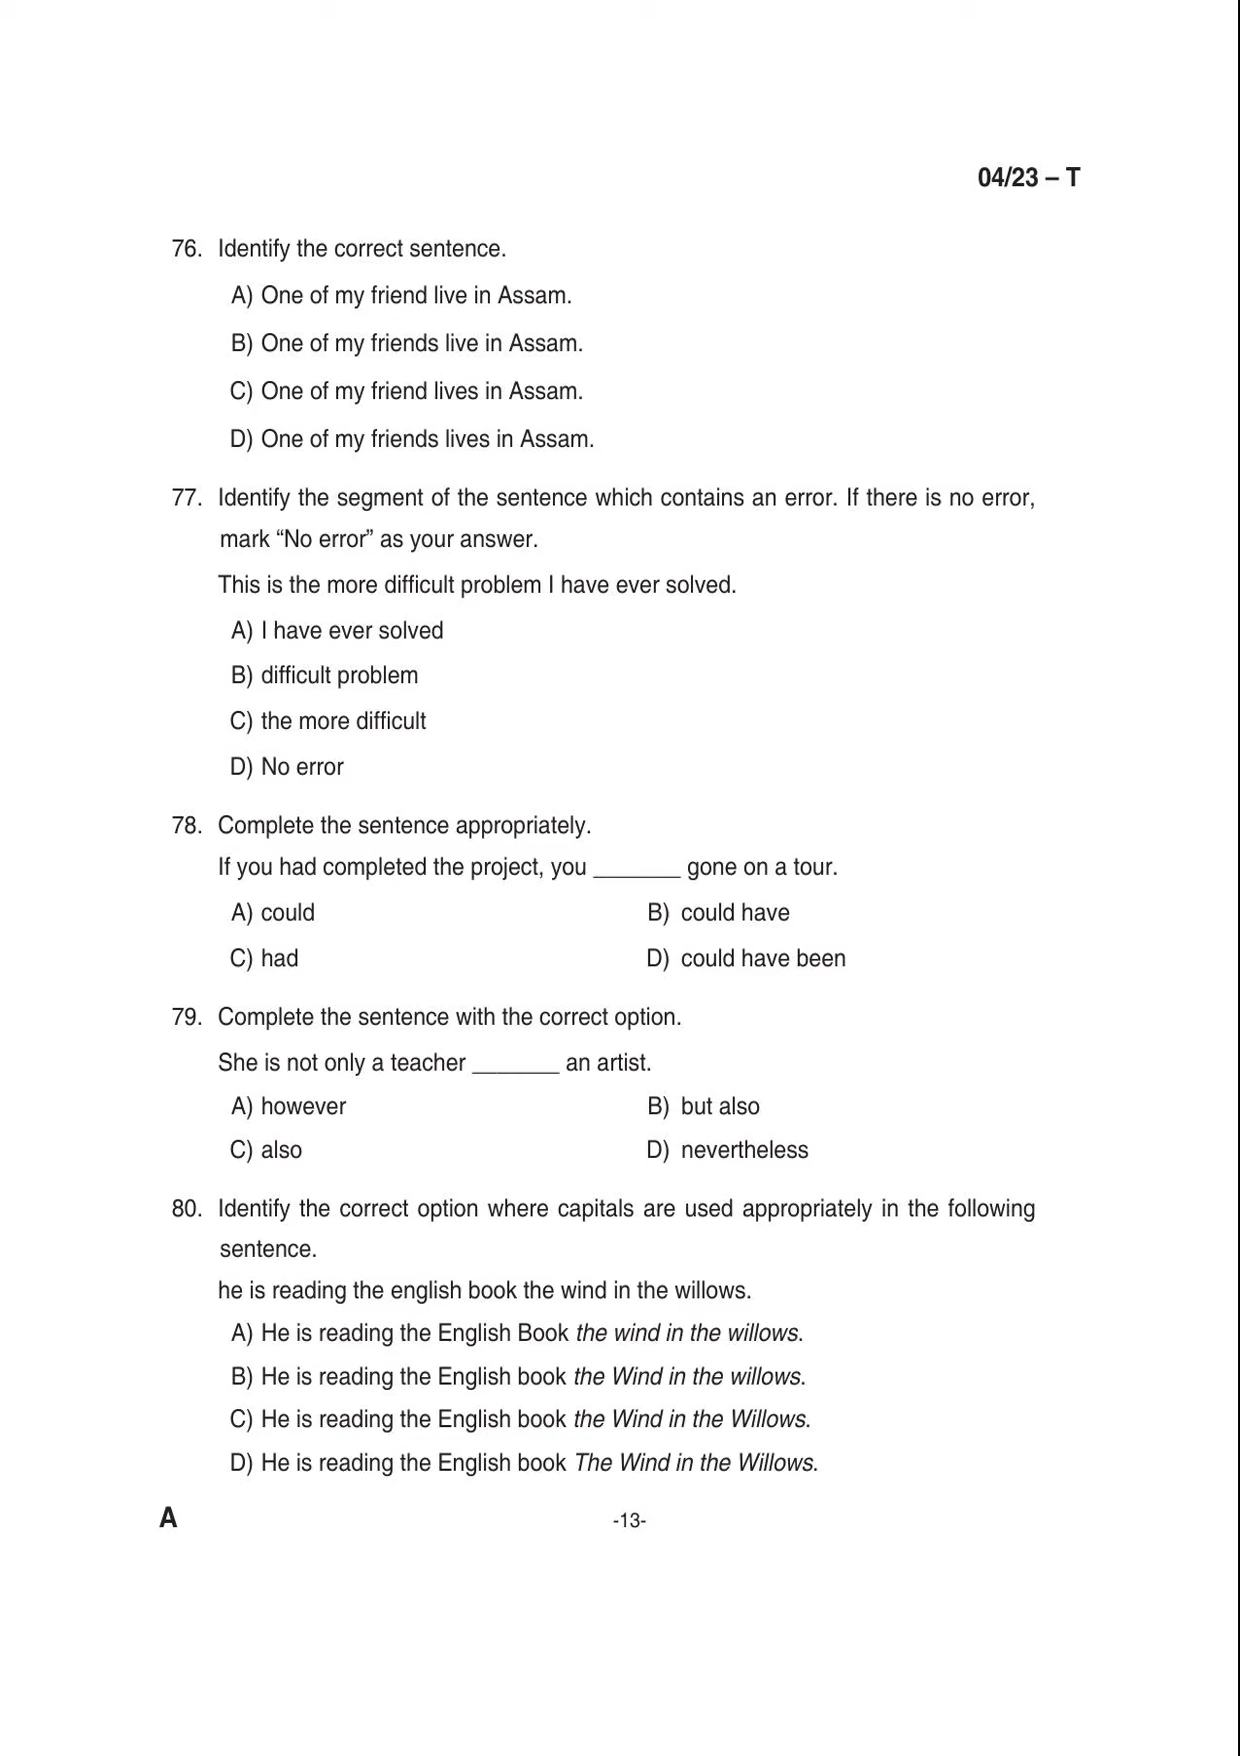 04/23 – T
76. Identify the correct sentence.
A) One of my friend live in Assam.
B) One of my friends live in Assam.
C) One of my friend lives in Assam.
D) One of my friends lives in Assam.
77. Identify the segment of the sentence which contains an error. If there is no error,
mark “No error” as your answer.
This is the more difficult problem I have ever solved.
A) I have ever solved
B) difficult problem
C) the more difficult
D) No error
78. Complete the sentence appropriately.
If you had completed the project, you _______ gone on a tour.
A) could B) could have
C) had D) could have been
79. Complete the sentence with the correct option.
She is not only a teacher _______ an artist.
A) however B) but also
C) also D) nevertheless
80. Identify the correct option where capitals are used appropriately in the following
sentence.
he is reading the english book the wind in the willows.
A) He is reading the English Book the wind in the willows.
B) He is reading the English book the Wind in the willows.
C) He is reading the English book the Wind in the Willows.
D) He is reading the English book The Wind in the Willows.
A -13-